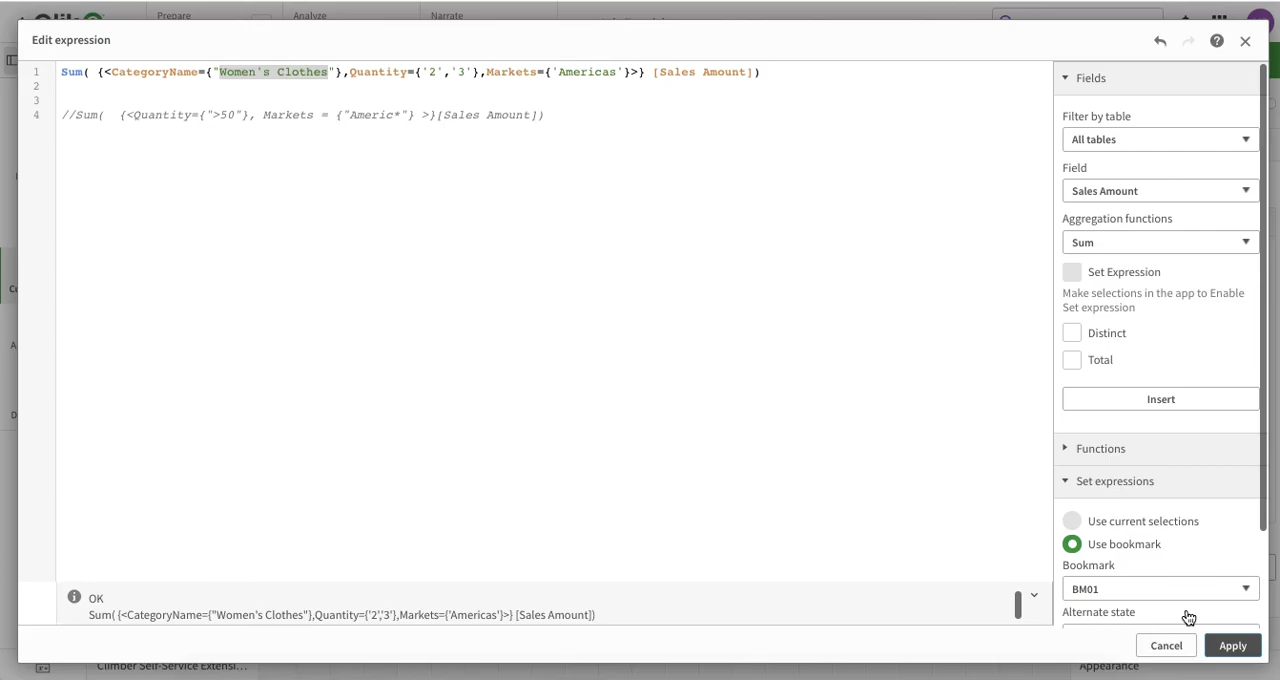 Prepare
Analyze
Narrate
Edit expression
1 Sum( {<CategoryName={"Women's Clothes"},Quantity={'2','3'},Markets={'Americas'}>} [Sales Amount])
2
3
4 //Sum( {<Quantity={">50"}, Markets = {"Americ*"} >}[Sales Amount])
Fields
Filter by table
All tables
Field
Sales Amount
Aggregation functions
Sum
Set Expression
Make selections in the app to Enable
Set expression
Distinct
Total
Insert
Functions
Set expressions
Use current selections
Use bookmark
Bookmark
BM01
Alternate state
OK
Sum( {<CategoryName={"Women's Clothes"},Quantity={'2','3'},Markets={'Americas'}>} [Sales Amount])
Cancel
Apply
Climber Self-Service Extensi...
Appearance